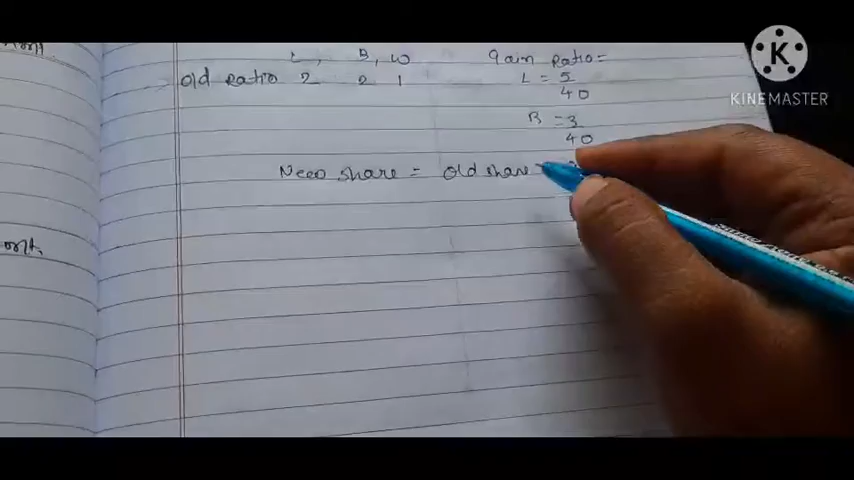 L, B, W
old Ratio 2 2 1
Gain Ratio =
L = 5
40
B = 3
40
New share = old share
KINEMASTER